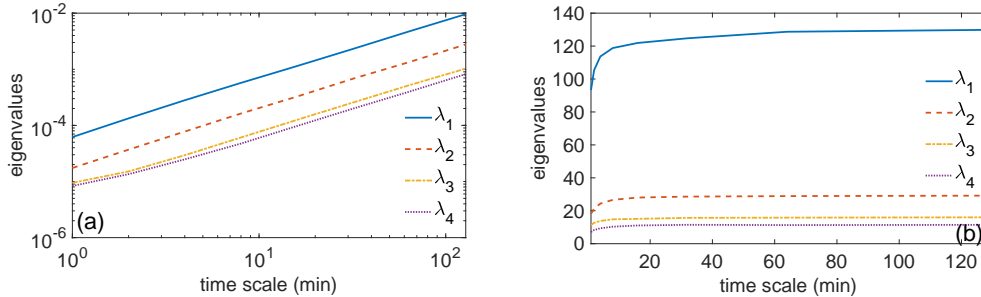 10^-2
10^-4
10^-6
eigenvalues
λ1
λ2
λ3
λ4
(a)
10^0
10^1
10^2
time scale (min)
140
120
100
80
60
40
20
0
eigenvalues
λ1
λ2
λ3
λ4
(b)
20
40
60
80
100
120
time scale (min)